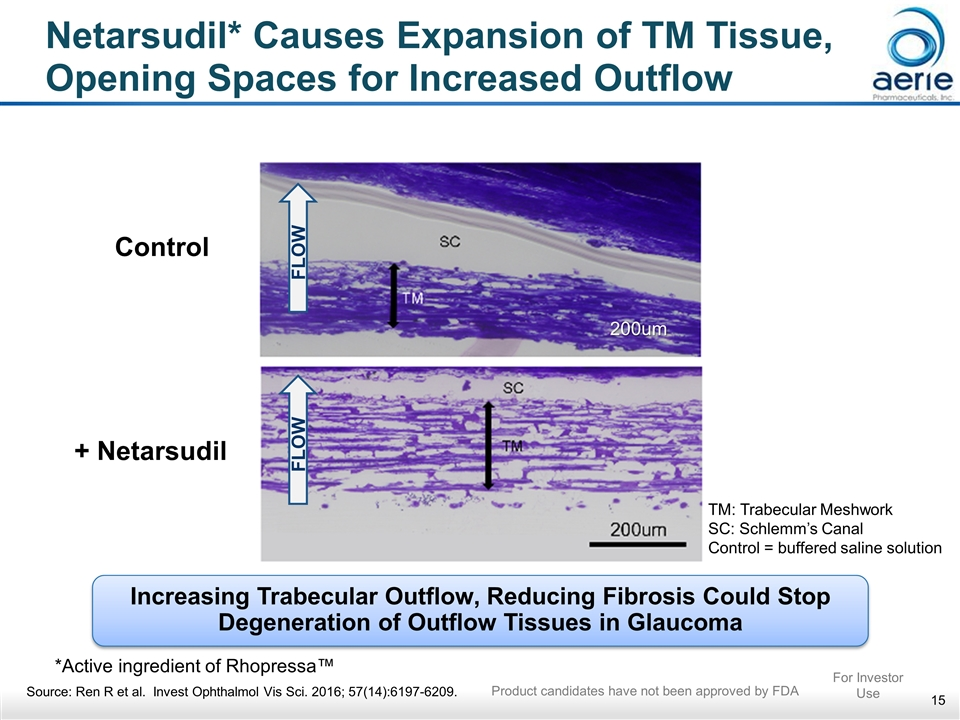 Netarsudil* Causes Expansion of TM Tissue,
Opening Spaces for Increased Outflow
aerie
Pharmaceuticals, Inc.
Control
FLOW
SC
TM
200um
+ Netarsudil
FLOW
SC
TM
200um
TM: Trabecular Meshwork
SC: Schlemm’s Canal
Control = buffered saline solution
Increasing Trabecular Outflow, Reducing Fibrosis Could Stop
Degeneration of Outflow Tissues in Glaucoma
*Active ingredient of Rhopressa™
Source: Ren R et al. Invest Ophthalmol Vis Sci. 2016; 57(14):6197-6209.
Product candidates have not been approved by FDA
For Investor
Use
15